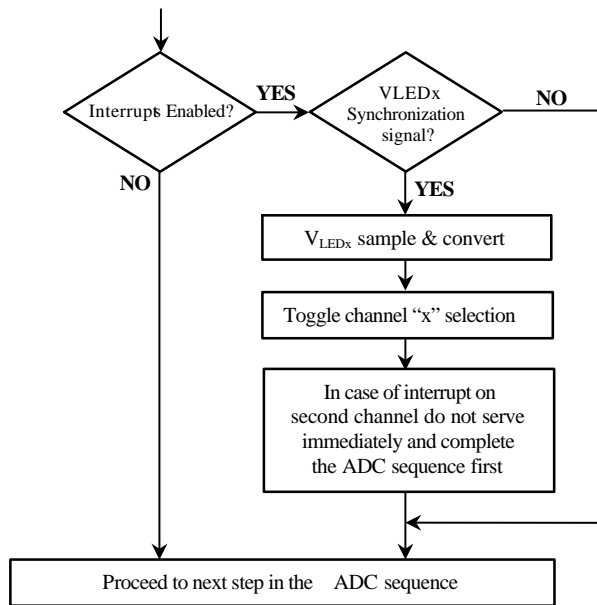 Interrupts Enabled?
YES
VLEDx
Synchronization
signal?
NO
NO
YES
VLEDx sample & convert
Toggle channel “x” selection
In case of interrupt on
second channel do not serve
immediately and complete
the ADC sequence first
Proceed to next step in the ADC sequence